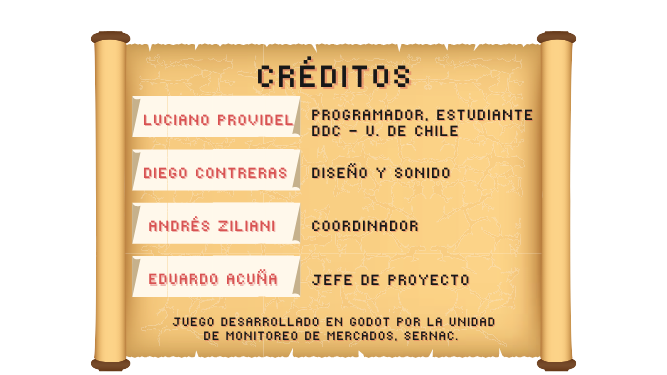 CRÉDITOS
LUCIANO PROVIDEL
PROGRAMADOR, ESTUDIANTE
DDC - U. DE CHILE
DIEGO CONTRERAS
DISEÑO Y SONIDO
ANDRÉS ZILIANI
COORDINADOR
EDUARDO ACUÑA
JEFE DE PROYECTO
JUEGO DESARROLLADO EN GODOT POR LA UNIDAD
DE MONITOREO DE MERCADOS, SERNAC.